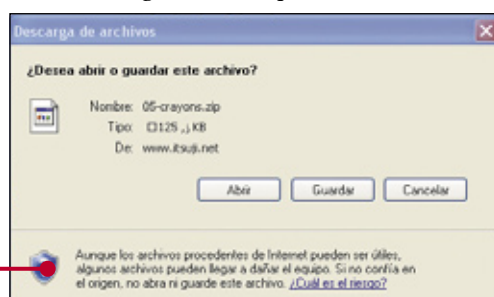 Descarga de archivos
¿Desea abrir o guardar este archivo?
Nombre: 05-crayons.zip
Tipo: 125 , KB
De: www.itsuji.net
Abrir Guardar Cancelar
Aunque los archivos procedentes de Internet pueden ser útiles,
algunos archivos pueden llegar a dañar el equipo. Si no confía en
el origen, no abra ni guarde este archivo. ¿Cuál es el riesgo?